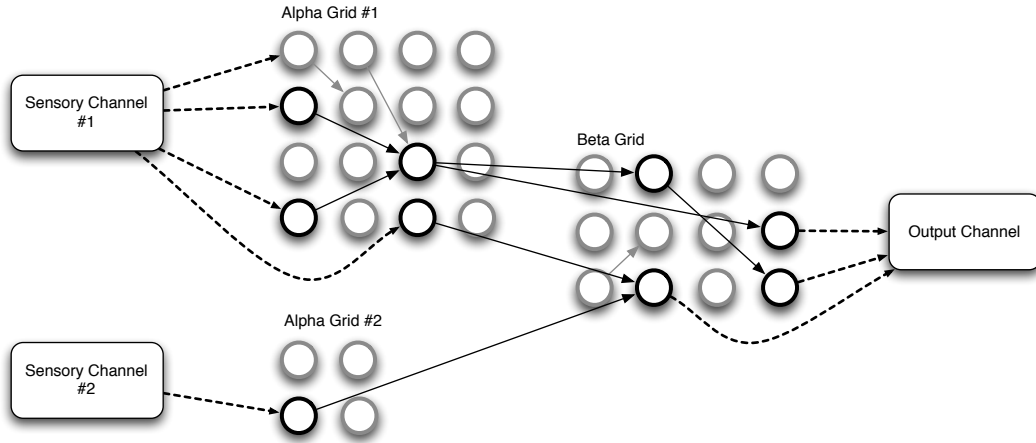 Alpha Grid #1
Sensory Channel
#1
Beta Grid
Output Channel
Alpha Grid #2
Sensory Channel
#2